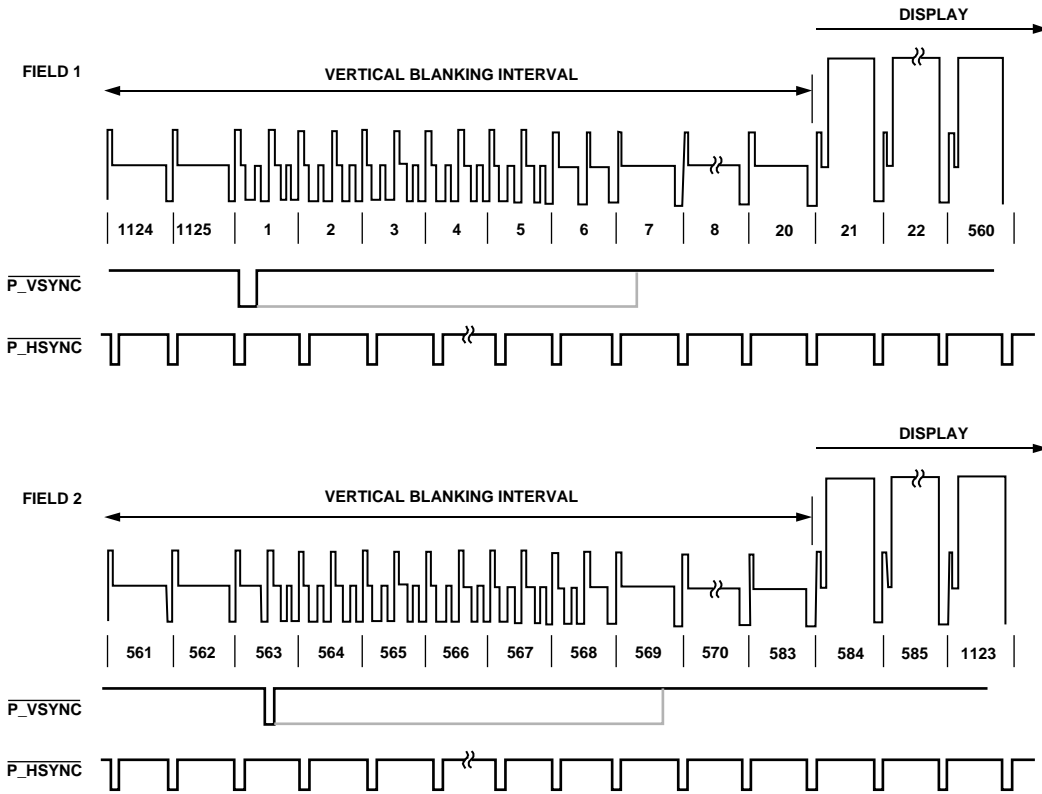 DISPLAY
FIELD 1
VERTICAL BLANKING INTERVAL
1124 1125 1 2 3 4 5 6 7 8 20 21 22 560
P_VSYNC
P_HSYNC
DISPLAY
FIELD 2
VERTICAL BLANKING INTERVAL
561 562 563 564 565 566 567 568 569 570 583 584 585 1123
P_VSYNC
P_HSYNC